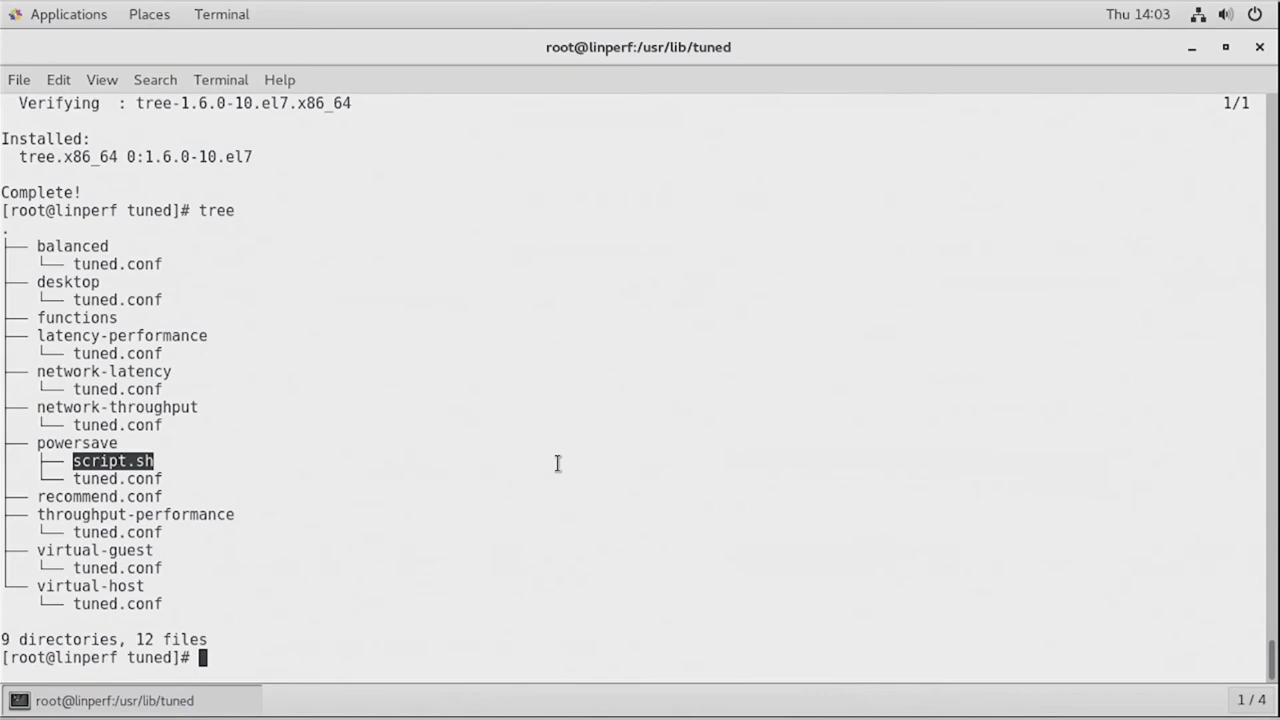 Applications Places Terminal Thu 14:03
root@linperf:/usr/lib/tuned
File Edit View Search Terminal Help
Verifying : tree-1.6.0-10.el7.x86_64 1/1
Installed:
tree.x86_64 0:1.6.0-10.el7
Complete!
[root@linperf tuned]# tree
.
├── balanced
│   └── tuned.conf
├── desktop
│   └── tuned.conf
├── functions
├── latency-performance
│   └── tuned.conf
├── network-latency
│   └── tuned.conf
├── network-throughput
│   └── tuned.conf
├── powersave
│   ├── script.sh
│   └── tuned.conf
├── recommend.conf
├── throughput-performance
│   └── tuned.conf
├── virtual-guest
│   └── tuned.conf
└── virtual-host
    └── tuned.conf
9 directories, 12 files
[root@linperf tuned]#
root@linperf:/usr/lib/tuned 1 / 4